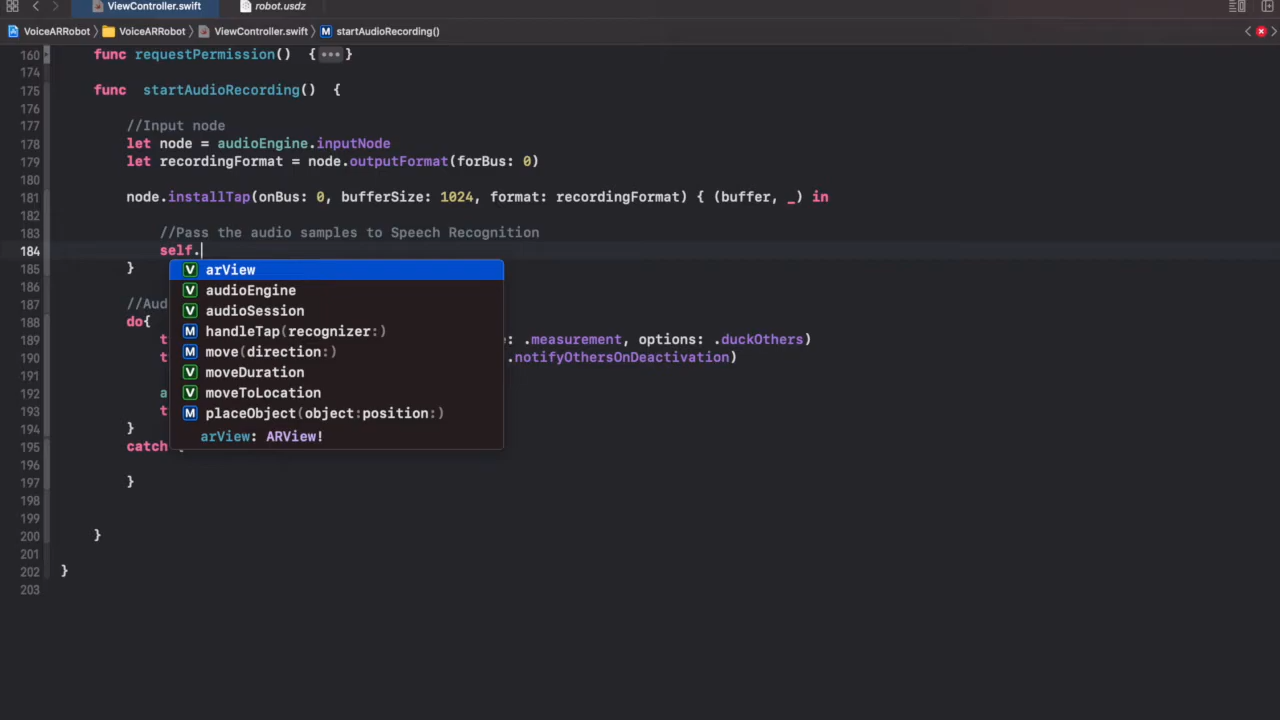 ViewController.swift robot.usdz
VoiceARRobot VoiceARRobot ViewController.swift M startAudioRecording()
160 func requestPermission() {•••}
174
175 func startAudioRecording() {
176
177 //Input node
178 let node = audioEngine.inputNode
179 let recordingFormat = node.outputFormat(forBus: 0)
180
181 node.installTap(onBus: 0, bufferSize: 1024, format: recordingFormat) { (buffer, _) in
182
183 //Pass the audio samples to Speech Recognition
184 self.
V arView
185 }
V audioEngine
186
187 //Aud
V audioSession
188 do{
M handleTap(recognizer:)
189 t : .measurement, options: .duckOthers)
M move(direction:)
190 t .notifyOthersOnDeactivation)
V moveDuration
191
192 a
V moveToLocation
193 t
M placeObject(object:position:)
194 }
arView: ARView!
195 catch {
196
197 }
198
199
200 }
201
202 }
203